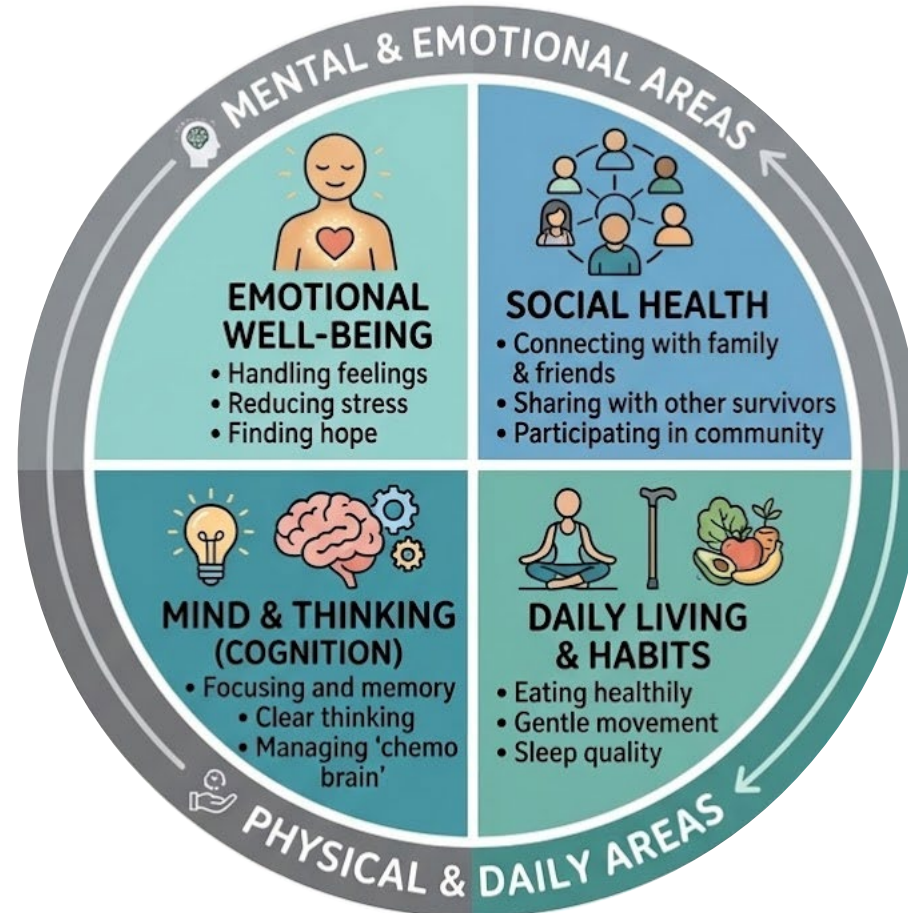 MENTAL & EMOTIONAL AREAS
EMOTIONAL
WELL-BEING
• Handling feelings
• Reducing stress
• Finding hope
SOCIAL HEALTH
• Connecting with family
& friends
• Sharing with other survivors
• Participating in community
MIND & THINKING
(COGNITION)
• Focusing and memory
• Clear thinking
• Managing ‘chemo
brain’
DAILY LIVING
& HABITS
• Eating healthily
• Gentle movement
• Sleep quality
PHYSICAL & DAILY AREAS